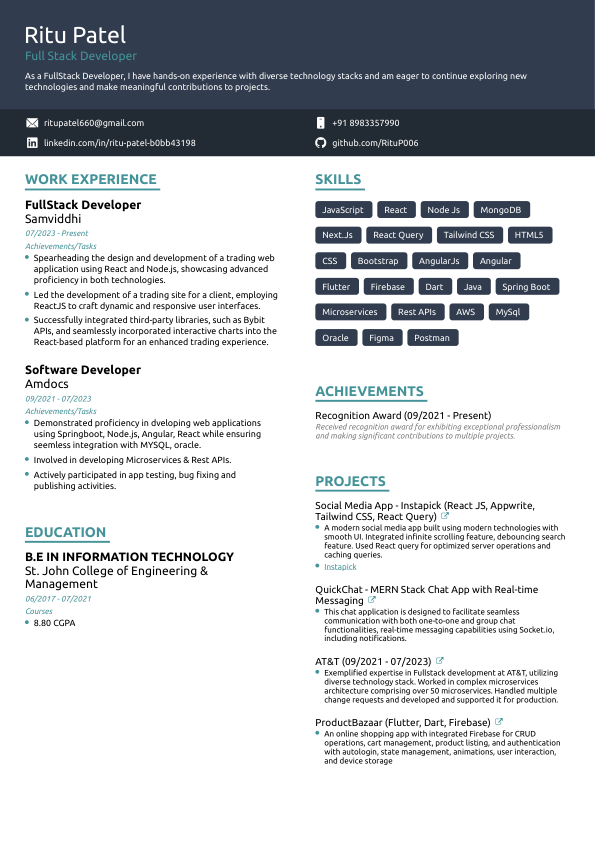 Ritu Patel
Full Stack Developer
As a FullStack Developer, I have hands-on experience with diverse technology stacks and am eager to continue exploring new
technologies and make meaningful contributions to projects.
ritupatel660@gmail.com
+91 8983357990
linkedin.com/in/ritu-patel-b0bb43198
github.com/RituP006
WORK EXPERIENCE
FullStack Developer
Samviddhi
07/2023 - Present
Achievements/Tasks
Spearheading the design and development of a trading web
application using React and Node.js, showcasing advanced
proficiency in both technologies.
Led the development of a trading site for a client, employing
ReactJS to craft dynamic and responsive user interfaces.
Successfully integrated third-party libraries, such as Bybit
APIs, and seamlessly incorporated interactive charts into the
React-based platform for an enhanced trading experience.
Software Developer
Amdocs
09/2021 - 07/2023
Achievements/Tasks
Demonstrated proficiency in dveloping web applications
using Springboot, Node.js, Angular, React while ensuring
seemless integration with MYSQL, oracle.
Involved in developing Microservices & Rest APIs.
Actively participated in app testing, bug fixing and
publishing activities.
EDUCATION
B.E IN INFORMATION TECHNOLOGY
St. John College of Engineering &
Management
06/2017 - 07/2021
Courses
8.80 CGPA
SKILLS
JavaScript React Node Js MongoDB
Next.Js React Query Tailwind CSS HTML5
CSS Bootstrap AngularJs Angular
Flutter Firebase Dart Java Spring Boot
Microservices Rest APIs AWS MySql
Oracle Figma Postman
ACHIEVEMENTS
Recognition Award (09/2021 - Present)
Received recognition award for exhibiting exceptional professionalism
and making significant contributions to multiple projects.
PROJECTS
Social Media App - Instapick (React JS, Appwrite,
Tailwind CSS, React Query)
A modern social media app built using modern technologies with
smooth UI. Integrated infinite scrolling feature, debouncing search
feature. Used React query for optimized server operations and
caching queries.
Instapick
QuickChat - MERN Stack Chat App with Real-time
Messaging
This chat application is designed to facilitate seamless
communication with both one-to-one and group chat
functionalities, real-time messaging capabilities using Socket.io,
including notifications.
AT&T (09/2021 - 07/2023)
Exemplified expertise in Fullstack development at AT&T, utilizing
diverse technology stack. Worked in complex microservices
architecture comprising over 50 microservices. Handled multiple
change requests and developed and supported it for production.
ProductBazaar (Flutter, Dart, Firebase)
An online shopping app with integrated Firebase for CRUD
operations, cart management, product listing, and authentication
with autologin, state management, animations, user interaction,
and device storage